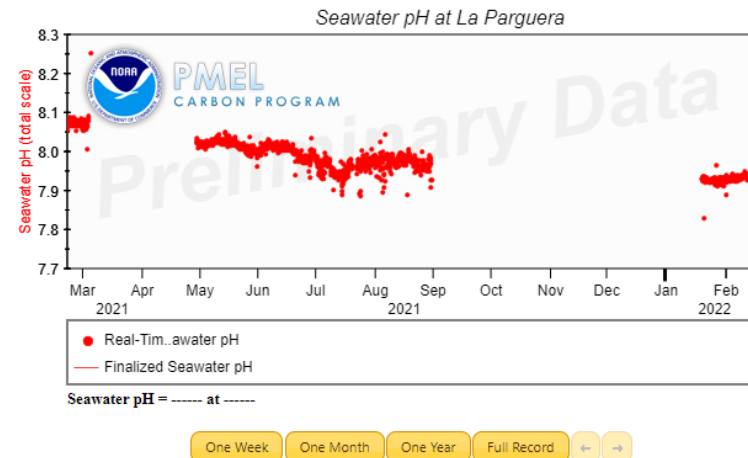 Seawater pH at La Parguera
8.3
8.2
8.1
8.0
7.9
7.8
7.7
Seawater pH (total scale)
NOAA
PMEL
CARBON PROGRAM
Preliminary Data
Mar Apr May Jun Jul Aug Sep Oct Nov Dec Jan Feb
2021 2021 2022
Real-Tim..awater pH
Finalized Seawater pH
Seawater pH = ------ at ------
One Week One Month One Year Full Record ← →